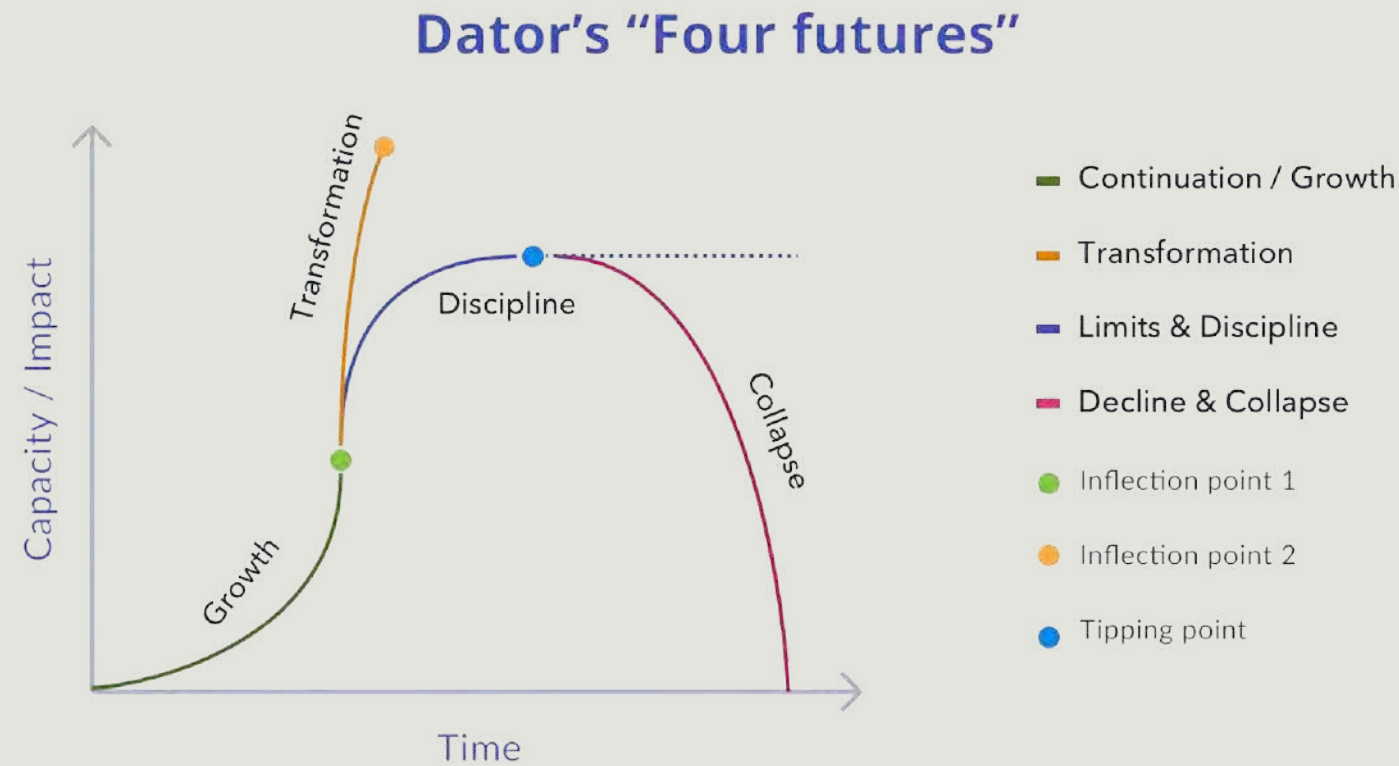 Dator’s “Four futures”
Capacity / Impact
Transformation
Discipline
Growth
Collapse
Time
Continuation / Growth
Transformation
Limits & Discipline
Decline & Collapse
Inflection point 1
Inflection point 2
Tipping point